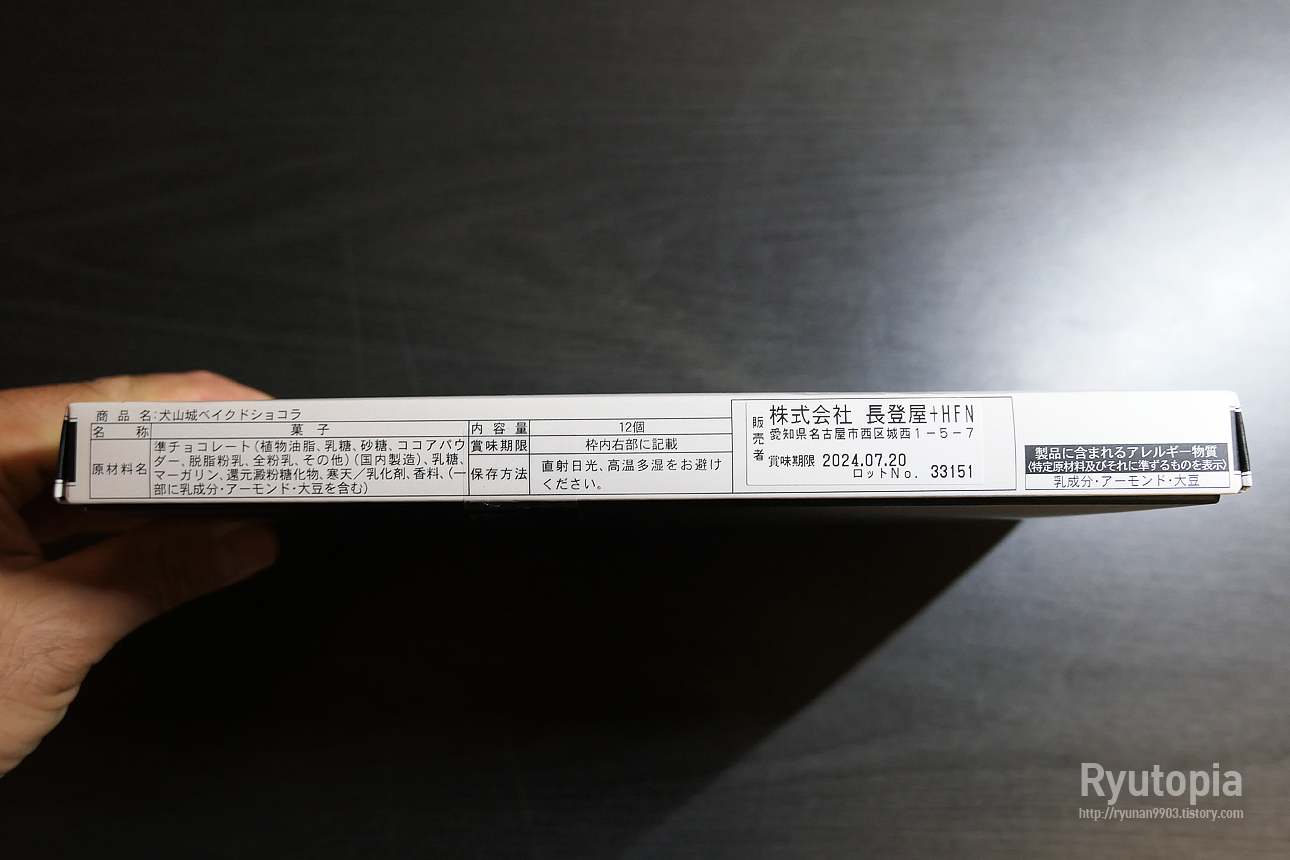 商品名:犬山城ベイクドショコラ
名称 菓子
原材料名 準チョコレート(植物油脂、乳糖、砂糖、ココアパウ
ダー、脱脂粉乳、全粉乳、その他)(国内製造)、乳糖、
マーガリン、還元澱粉糖化物、寒天/乳化剤、香料、(一
部に乳成分・アーモンド・大豆を含む)
内容量 12個
賞味期限 枠内右部に記載
保存方法 直射日光、高温多湿をお避け
ください。
販売者 株式会社 長登屋+HFN
愛知県名古屋市西区城西1-5-7
賞味期限 2024.07.20
ロットNo. 33151
製品に含まれるアレルギー物質
(特定原材料及びそれに準ずるものを表示)
乳成分・アーモンド・大豆
Ryutopia
http://ryunan9903.tistory.com